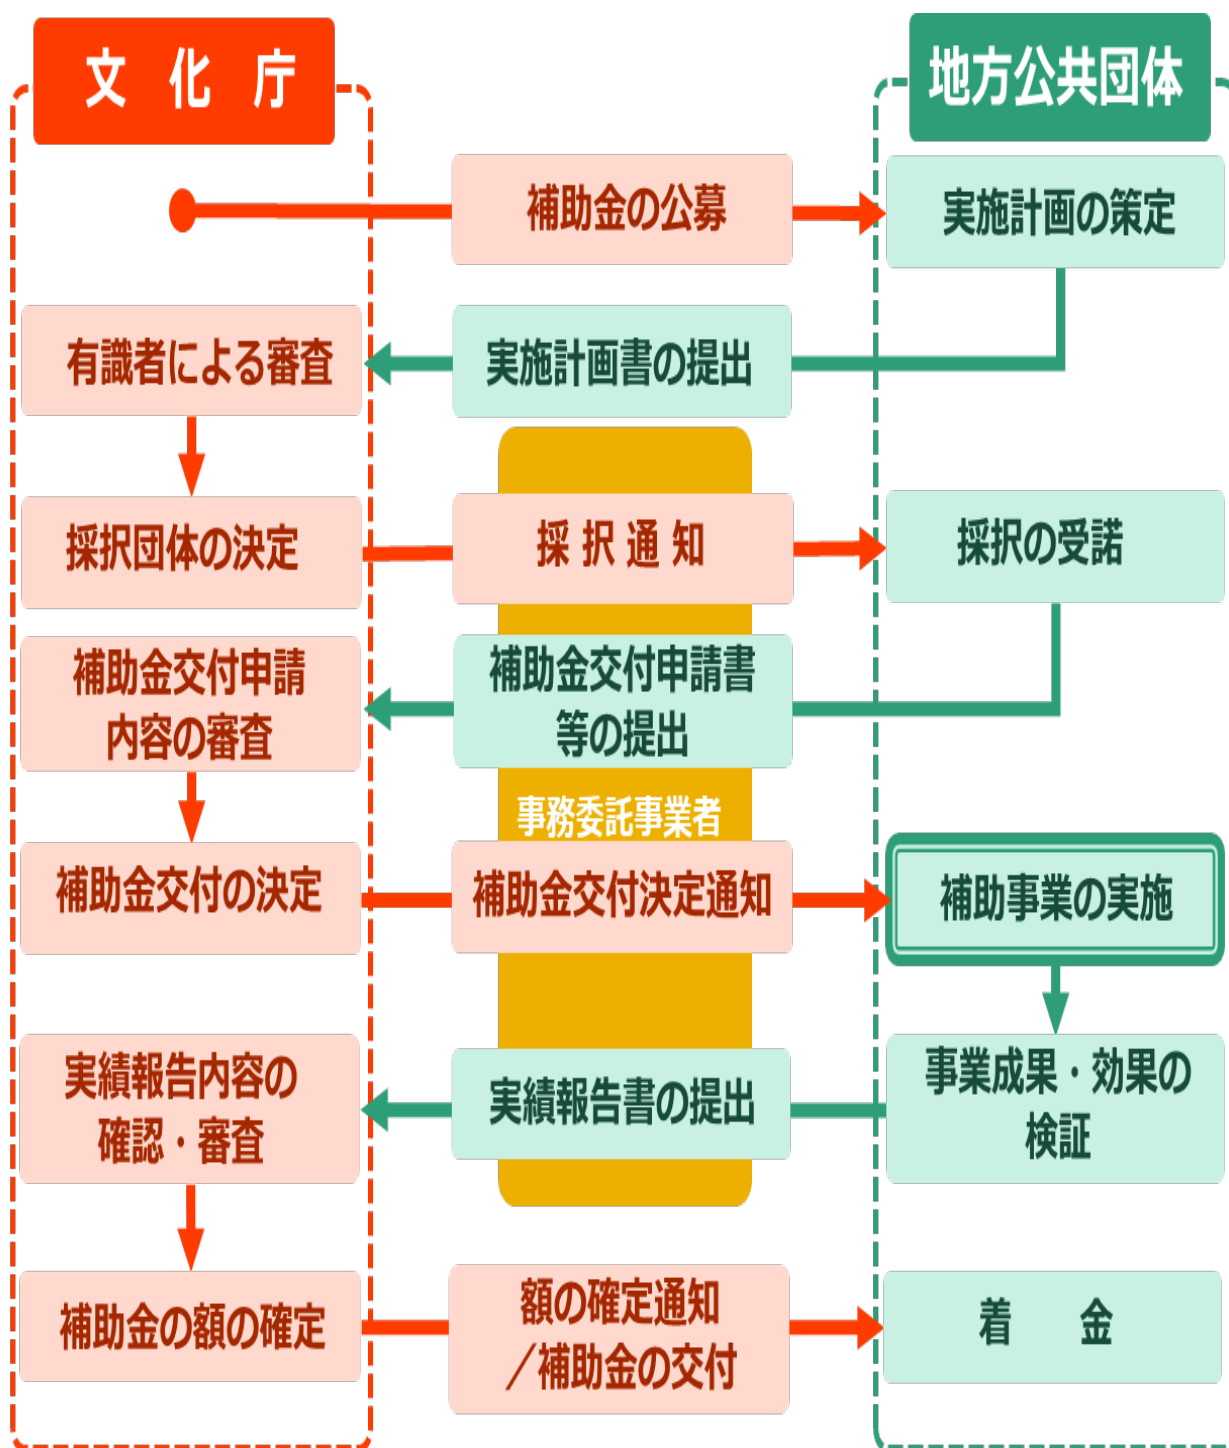 文　化　庁
地方公共団体
補助金の公募
実施計画の策定
有識者による審査
実施計画書の提出
採択団体の決定
採 択 通 知
採択の受諾
補助金交付申請
内容の審査
補助金交付申請書
等の提出
事務委託事業者
補助金交付の決定
補助金交付決定通知
補助事業の実施
実績報告内容の
確認・審査
実績報告書の提出
事業成果・効果の
検証
補助金の額の確定
額の確定通知
／補助金の交付
着　　金